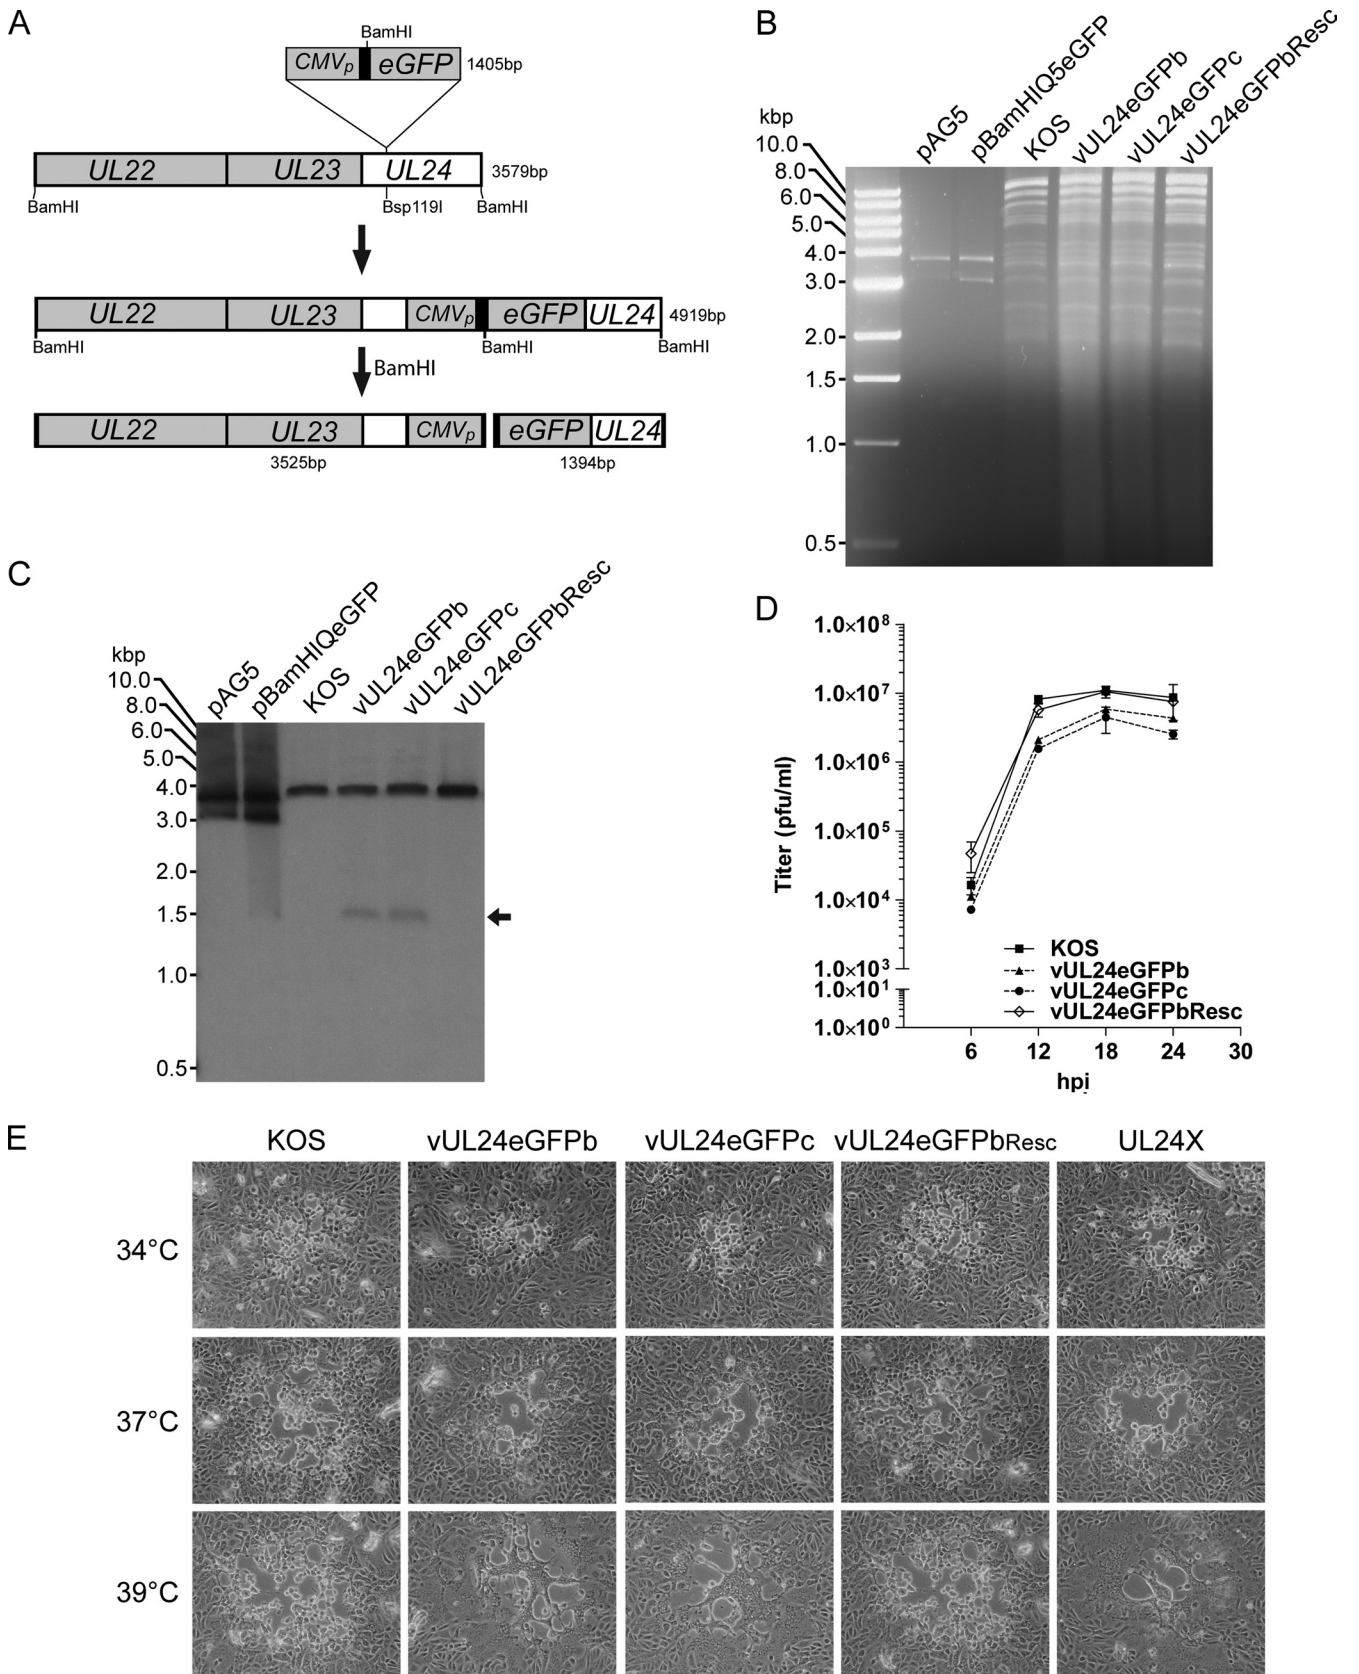 A
BamHI
CMVp eGFP 1405bp
UL22 UL23 UL24 3579bp
BamHI Bsp119I BamHI
UL22 UL23 CMVp eGFP UL24 4919bp
BamHI BamHI BamHI
BamHI
UL22 UL23 CMVp eGFP UL24
3525bp 1394bp
B
kbp
pAG5
pBamHIQ5eGFP
KOS
vUL24eGFPb
vUL24eGFPc
vUL24eGFPbResc
10.0
8.0
6.0
5.0
4.0
3.0
2.0
1.5
1.0
0.5
C
kbp
pAG5
pBamHIQeGFP
KOS
vUL24eGFPb
vUL24eGFPc
vUL24eGFPbResc
10.0
8.0
6.0
5.0
4.0
3.0
2.0
1.5
1.0
0.5
D
Titer (pfu/ml)
1.0×10⁸
1.0×10⁷
1.0×10⁶
1.0×10⁵
1.0×10⁴
1.0×10³
1.0×10¹
1.0×10⁰
KOS
vUL24eGFPb
vUL24eGFPc
vUL24eGFPbResc
6 12 18 24 30
hpi
E
KOS vUL24eGFPb vUL24eGFPc vUL24eGFPbResc UL24X
34°C
37°C
39°C